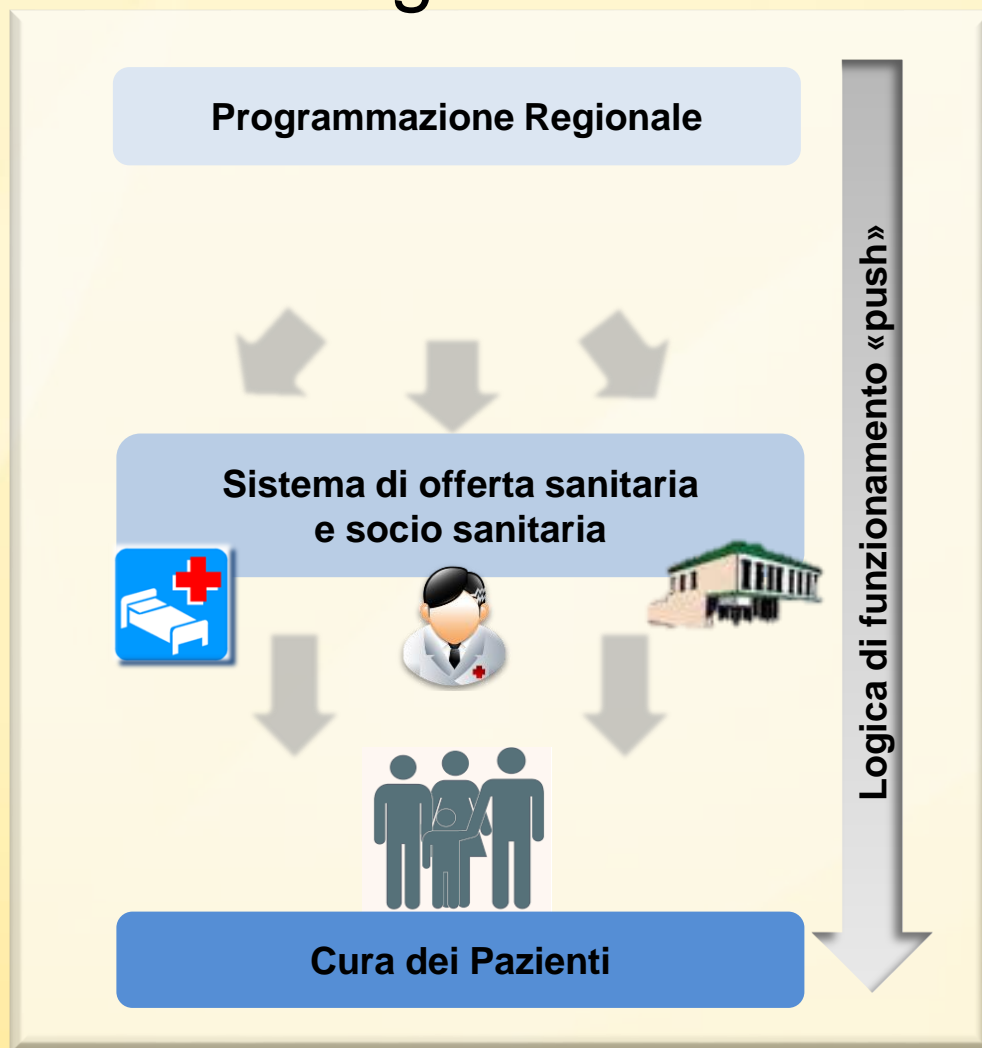 Programmazione Regionale
Sistema di offerta sanitaria
e socio sanitaria
Cura dei Pazienti
Logica di funzionamento «push»